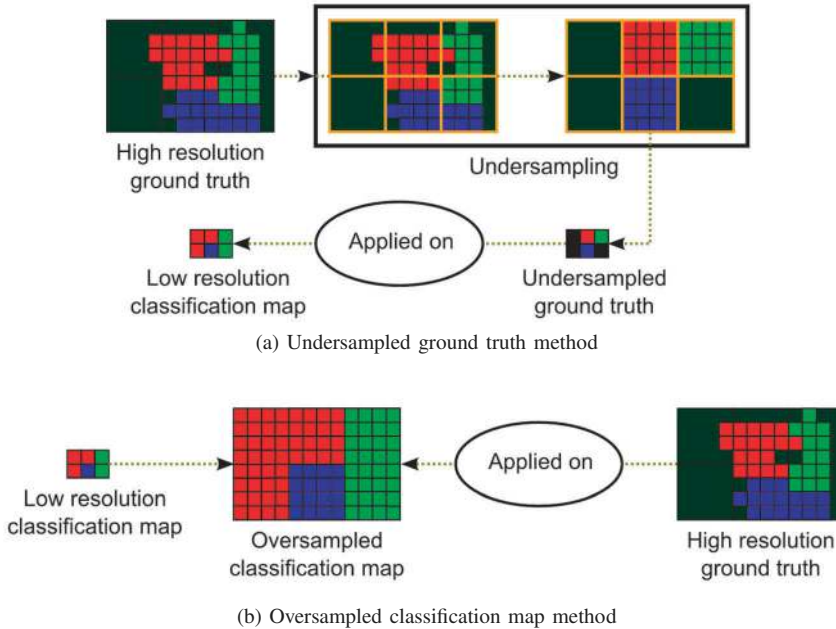 High resolution
ground truth
Undersampling
Applied on
Low resolution
classification map
Undersampled
ground truth
(a) Undersampled ground truth method
Low resolution
classification map
Oversampled
classification map
Applied on
High resolution
ground truth
(b) Oversampled classification map method